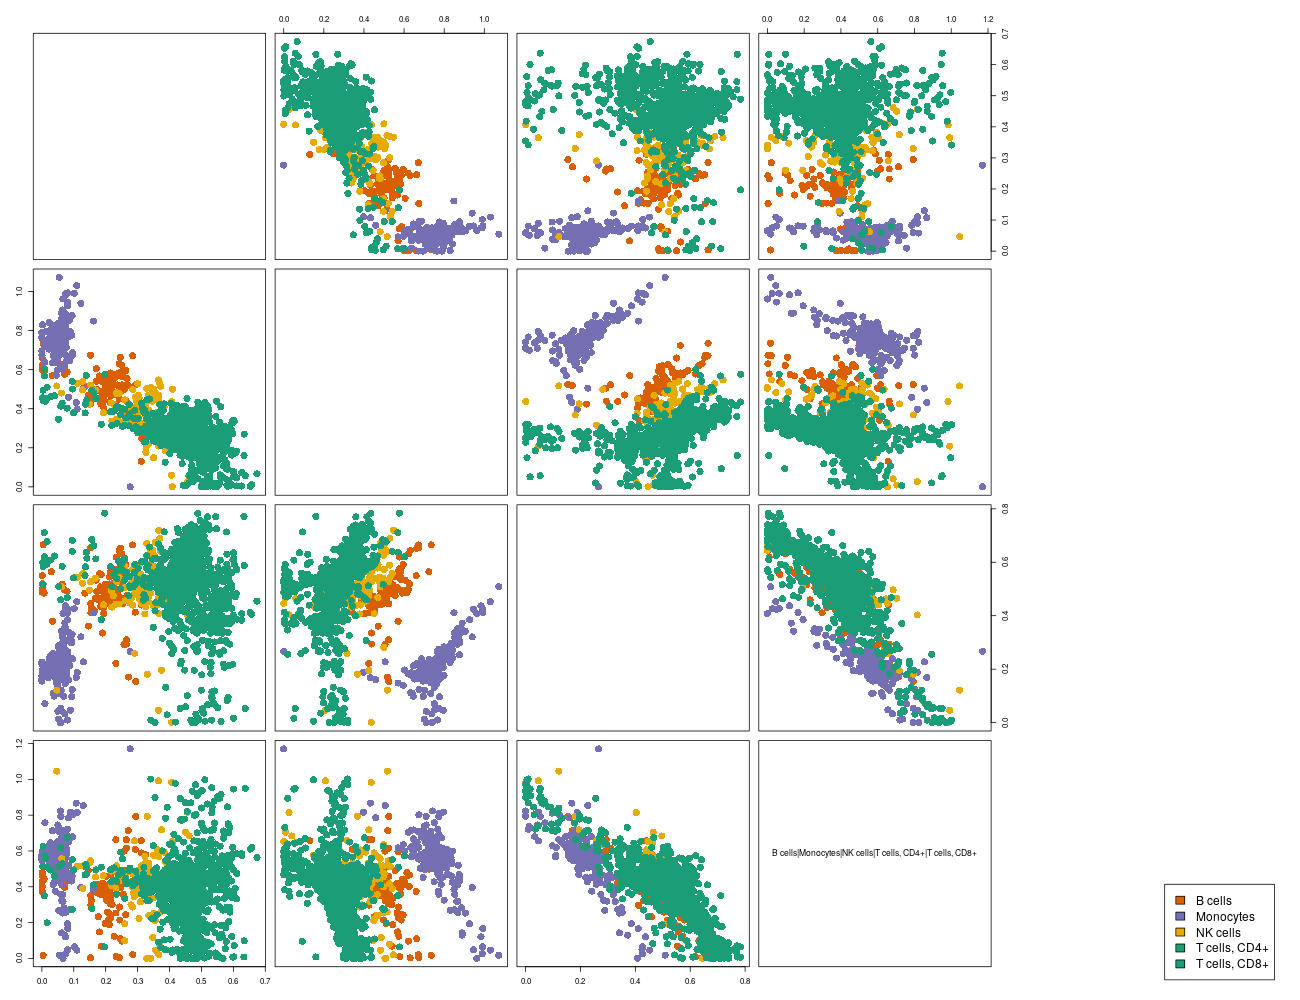 0.0 0.2 0.4 0.6 0.8 1.0
0.0 0.2 0.4 0.6 0.8 1.0 1.2
0.0 0.1 0.2 0.3 0.4 0.5 0.6 0.7
0.0 0.2 0.4 0.6 0.8 1.0
0.0 0.2 0.4 0.6 0.8
0.0 0.2 0.4 0.6 0.8 1.0 1.2
B cells|Monocytes|NK cells|T cells, CD4+|T cells, CD8+
0.0 0.1 0.2 0.3 0.4 0.5 0.6 0.7
0.0 0.2 0.4 0.6 0.8
B cells
Monocytes
NK cells
T cells, CD4+
T cells, CD8+